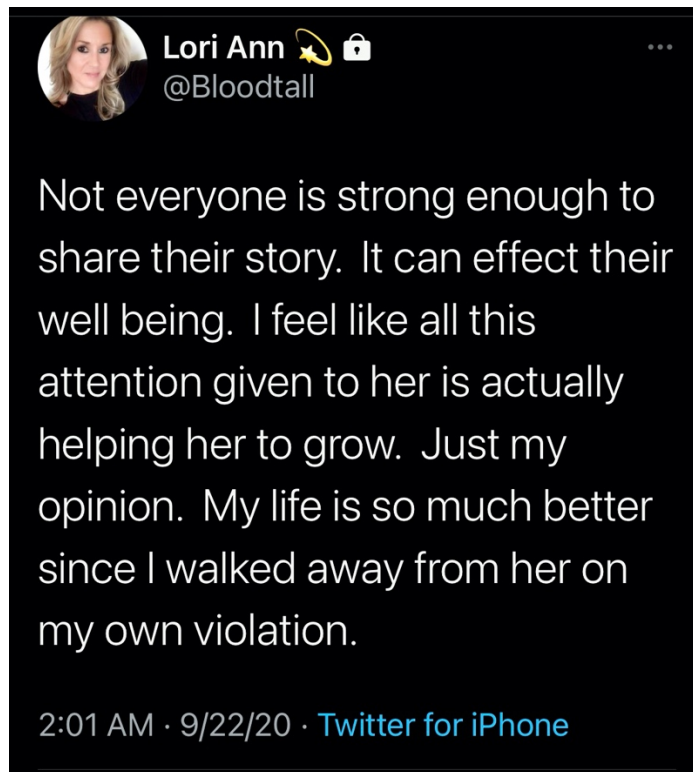 Lori Ann 💫 🔒
@Bloodtall
Not everyone is strong enough to
share their story.  It can effect their
well being.  I feel like all this
attention given to her is actually
helping her to grow.  Just my
opinion.  My life is so much better
since I walked away from her on
my own violation.
2:01 AM · 9/22/20 · Twitter for iPhone